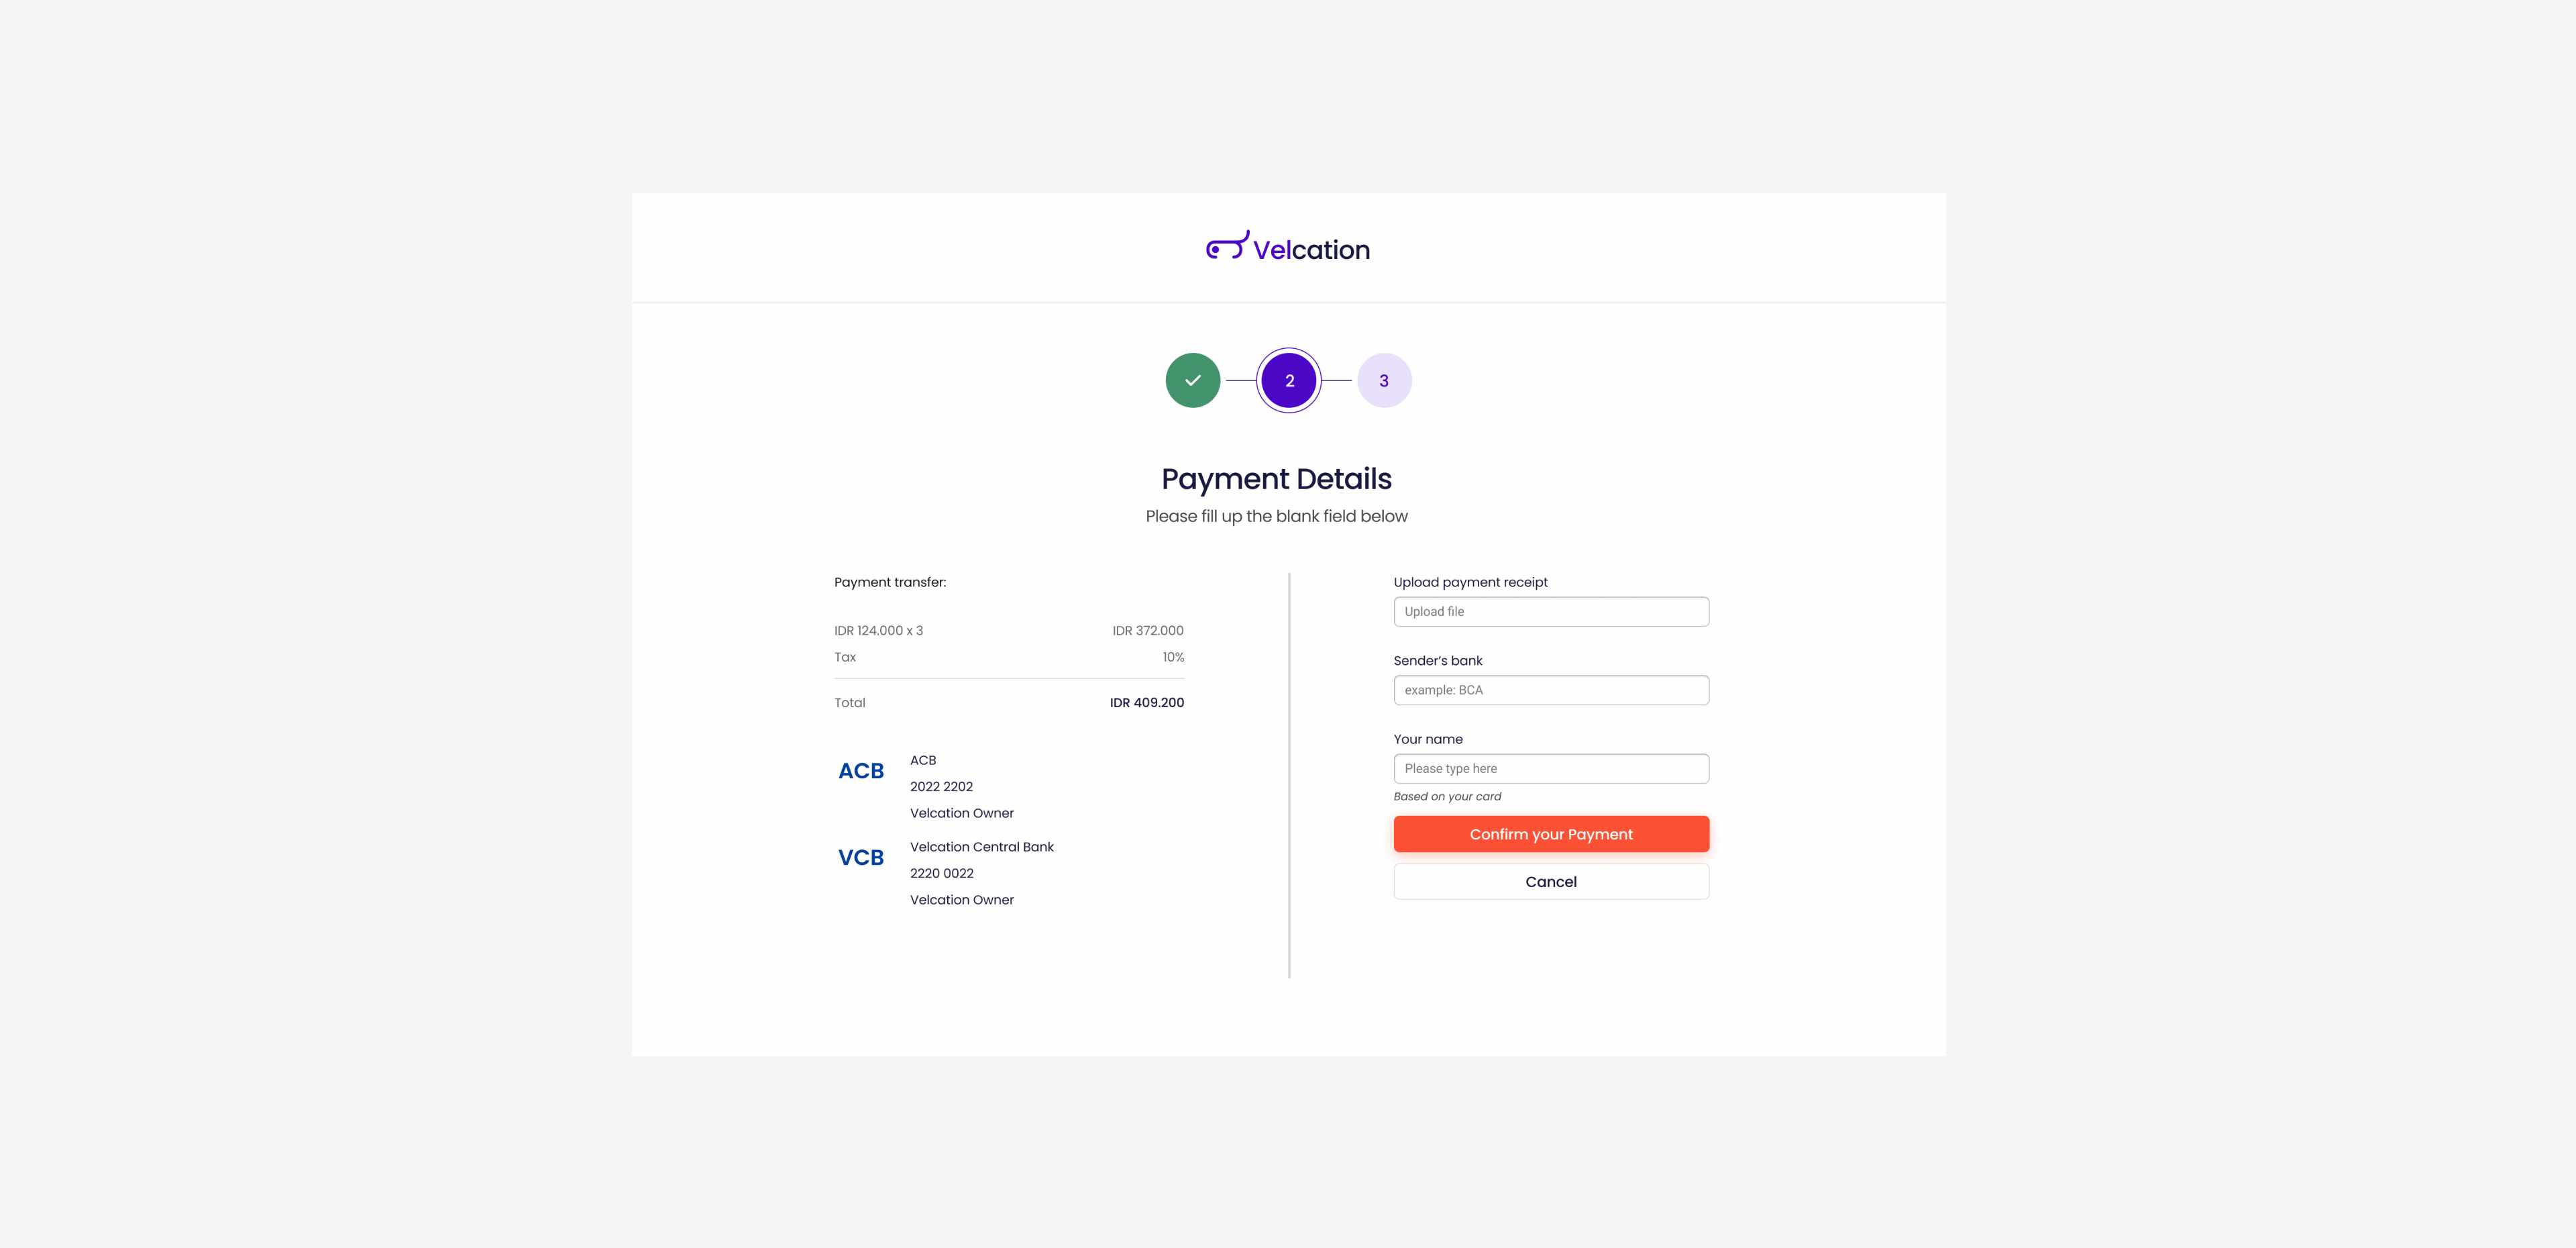 Velcation
2
3
Payment Details
Please fill up the blank field below
Payment transfer:
IDR 124.000 x 3 IDR 372.000
Tax 10%
Total IDR 409.200
ACB
ACB
2022 2202
Velcation Owner
VCB
Velcation Central Bank
2220 0022
Velcation Owner
Upload payment receipt
Upload file
Sender’s bank
example: BCA
Your name
Please type here
Based on your card
Confirm your Payment
Cancel